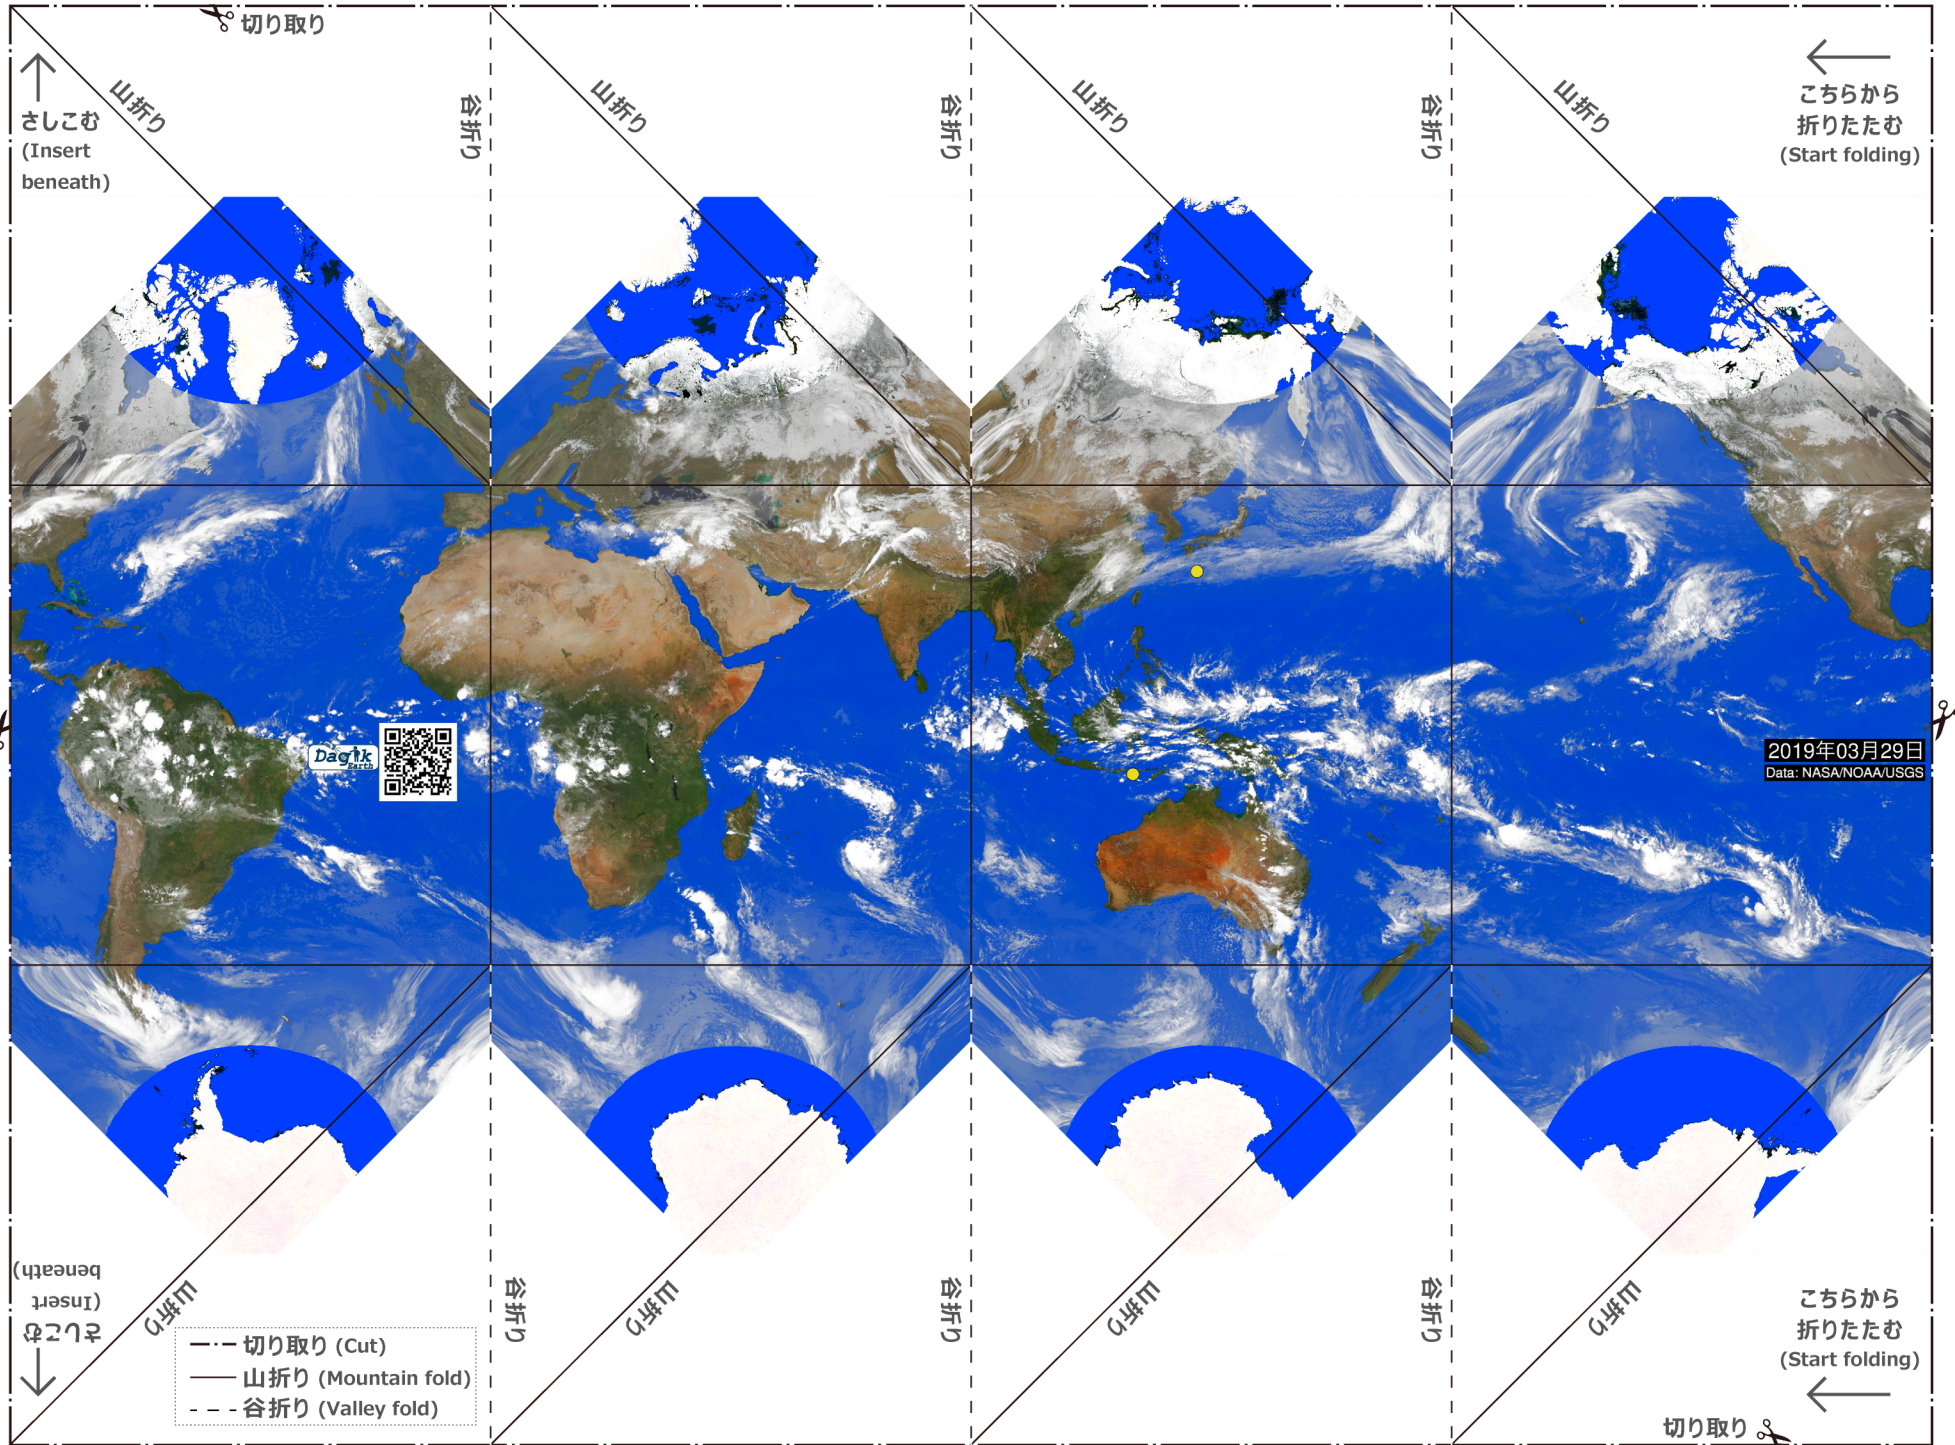 切り取り
さしこむ
(Insert
beneath)
山折り
谷折り
山折り
谷折り
山折り
谷折り
山折り
こちらから
折りたたむ
(Start folding)
Dagik
Earth
2019年03月29日
Data: NASA/NOAA/USGS
さしこむ
(Insert
beneath)
山折り
谷折り
山折り
谷折り
山折り
谷折り
山折り
こちらから
折りたたむ
(Start folding)
切り取り (Cut)
山折り (Mountain fold)
谷折り (Valley fold)
切り取り